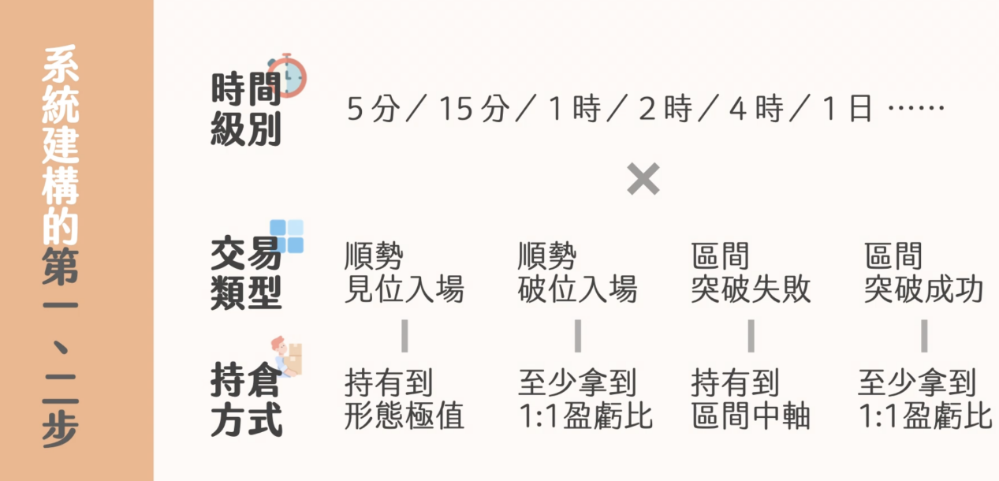 系統建構的第一、二步
時間
級別
5分／15分／1時／2時／4時／1日⋯⋯
×
交易
類型
順勢
見位入場
順勢
破位入場
區間
突破失敗
區間
突破成功
持倉
方式
持有到
形態極值
至少拿到
1:1盈虧比
持有到
區間中軸
至少拿到
1:1盈虧比